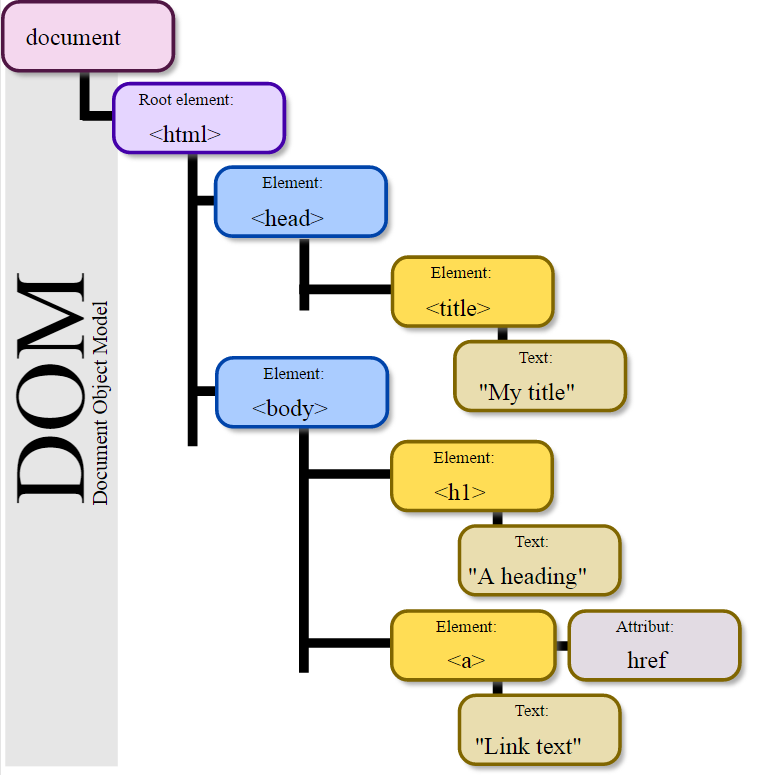 document
Root element:
<html>
Element:
<head>
Element:
<title>
Text:
"My title"
Element:
<body>
Element:
<h1>
Text:
"A heading"
Element:
<a>
Attribut:
href
Text:
"Link text"
DOM
Document Object Model